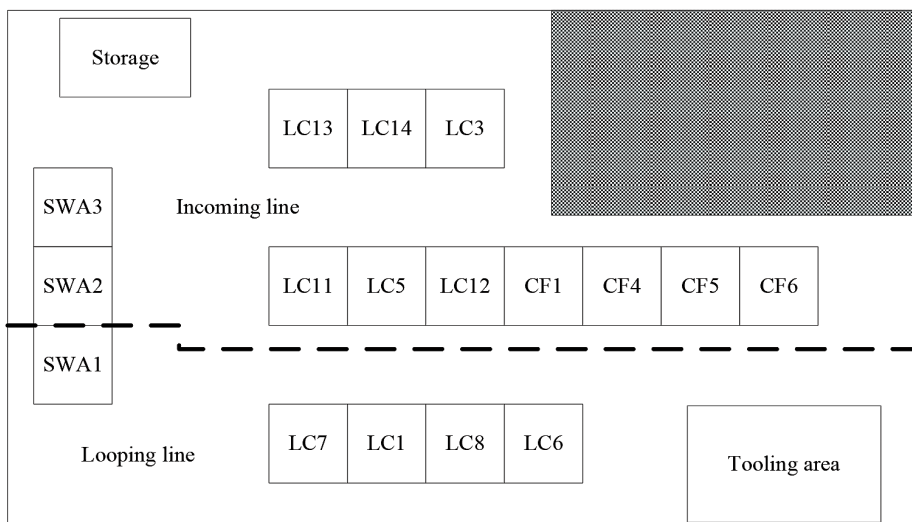 Storage
LC13 LC14 LC3
SWA3 Incoming line
SWA2 LC11 LC5 LC12 CF1 CF4 CF5 CF6
SWA1
LC7 LC1 LC8 LC6
Looping line
Tooling area